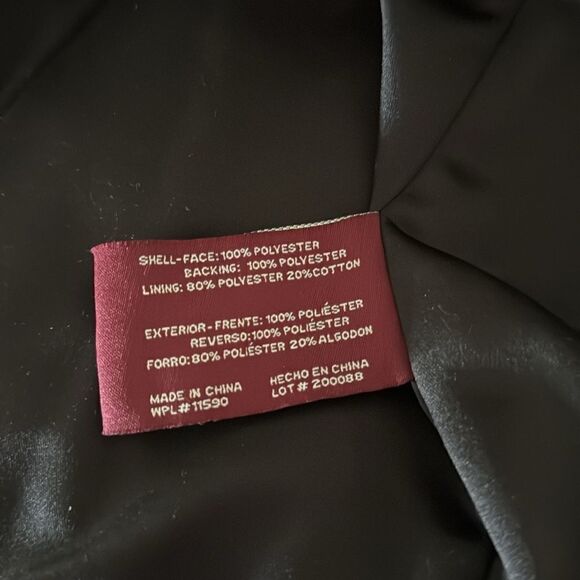 SHELL-FACE: 100% POLYESTER
BACKING: 100% POLYESTER
LINING: 80% POLYESTER 20% COTTON
EXTERIOR-FRENTE: 100% POLIÉSTER
REVERSO: 100% POLIÉSTER
FORRO: 80% POLIÉSTER 20% ALGODON
MADE IN CHINA HECHO EN CHINA
WPL# 11590 LOT# 200088